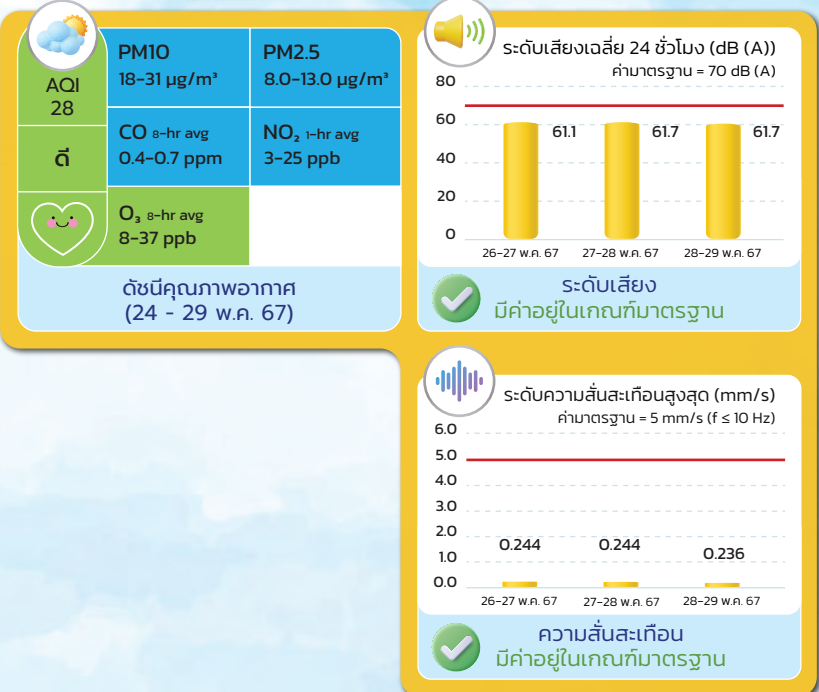 AQI
28
ดี
PM10
18-31 µg/m³
PM2.5
8.0-13.0 µg/m³
CO 8-hr avg
0.4-0.7 ppm
NO₂ 1-hr avg
3-25 ppb
O₃ 8-hr avg
8-37 ppb
ดัชนีคุณภาพอากาศ
(24 - 29 พ.ค. 67)
ระดับเสียงเฉลี่ย 24 ชั่วโมง (dB (A))
ค่ามาตรฐาน = 70 dB (A)
80
60
40
20
0
61.1
61.7
61.7
26-27 พ.ค. 67
27-28 พ.ค. 67
28-29 พ.ค. 67
ระดับเสียง
มีค่าอยู่ในเกณฑ์มาตรฐาน
ระดับความสั่นสะเทือนสูงสุด (mm/s)
ค่ามาตรฐาน = 5 mm/s (f ≤ 10 Hz)
6.0
5.0
4.0
3.0
2.0
1.0
0.0
0.244
0.244
0.236
26-27 พ.ค. 67
27-28 พ.ค. 67
28-29 พ.ค. 67
ความสั่นสะเทือน
มีค่าอยู่ในเกณฑ์มาตรฐาน